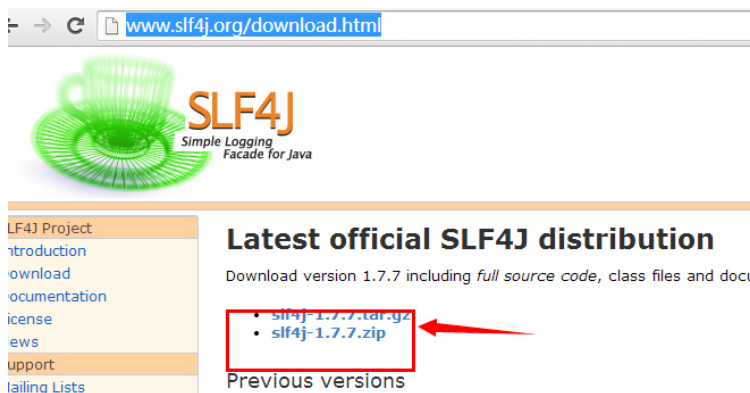 www.slf4j.org/download.html
SLF4J
Simple Logging
Facade for Java
LF4J Project
ntroduction
ownload
ocumentation
icense
ews
upport
ailing Lists
Latest official SLF4J distribution
Download version 1.7.7 including full source code, class files and docu
slf4j-1.7.7.tar.gz
slf4j-1.7.7.zip
Previous versions